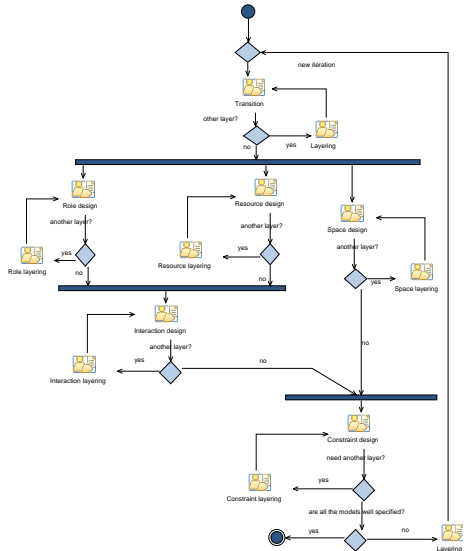 new iteration
Transition
other layer?
yes
Layering
no
Role design
Resource design
Space design
another layer?
another layer?
another layer?
yes
Role layering
no
yes
Resource layering
no
yes
Space layering
no
Interaction design
another layer?
yes
Interaction layering
no
Constraint design
need another layer?
yes
Constraint layering
are all the models well specified?
yes
no
Layering